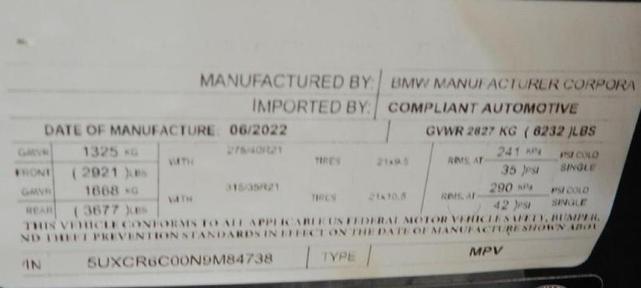 MANUFACTURED BY: BMW MANUFACTURER CORPORA
IMPORTED BY: COMPLIANT AUTOMOTIVE
DATE OF MANUFACTURE: 06/2022 GVWR 2827 KG ( 6232 )LBS
GAWR 1325 KG WITH 275/40R21 TIRES 21x9.5 RIMS, AT 241 KPA PSI COLD
FRONT ( 2921 )LBS 35 )PSI SINGLE
GAWR 1668 KG WITH 315/35R21 TIRES 21x10.5 RIMS, AT 290 KPA PSI COLD
REAR ( 3677 )LBS 42 )PSI SINGLE
THIS VEHICLE CONFORMS TO ALL APPLICABLE US FEDERAL MOTOR VEHICLE SAFETY, BUMPER,
ND THEFT PREVENTION STANDARDS IN EFFECT ON THE DATE OF MANUFACTURE SHOWN ABOV
IN 5UXCR6C00N9M84738 TYPE MPV